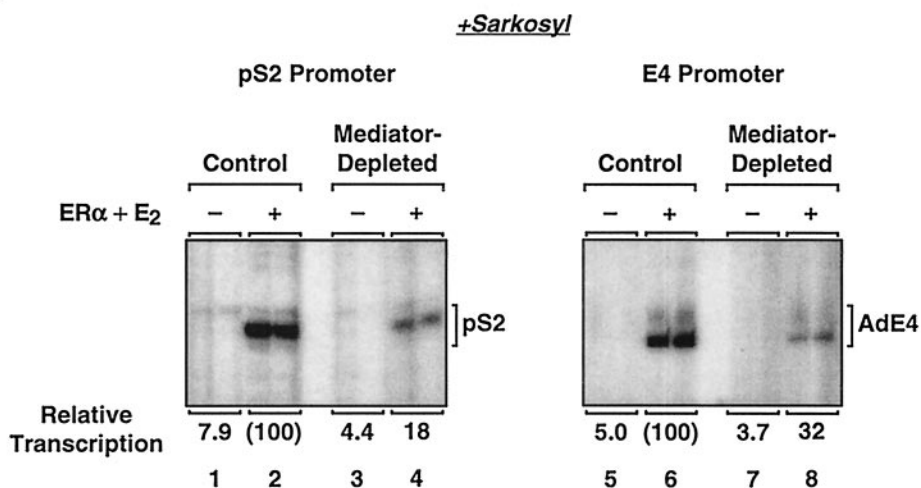 +Sarkosyl
pS2 Promoter E4 Promoter
Mediator- Mediator-
Control Depleted Control Depleted
ERα + E2 – + – + – + – +
pS2 AdE4
Relative
Transcription 7.9 (100) 4.4 18 5.0 (100) 3.7 32
1 2 3 4 5 6 7 8